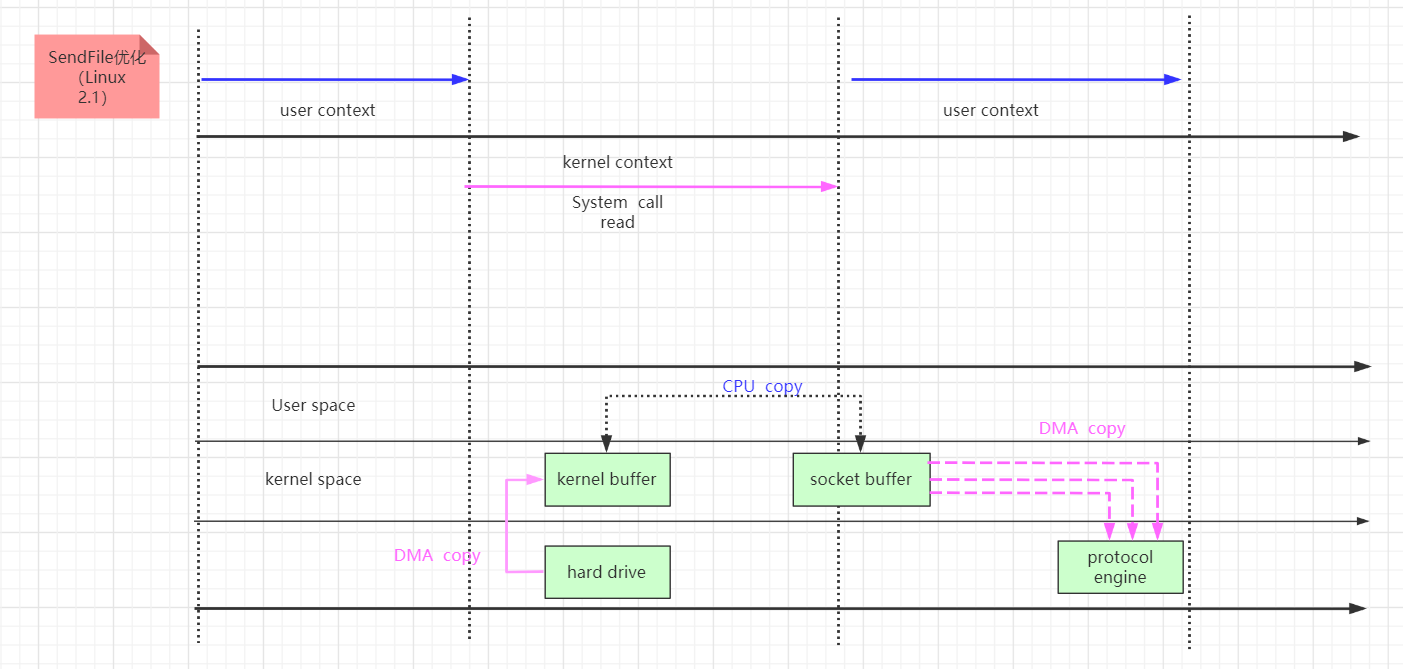 SendFile优化
（Linux
2.1）
user context
user context
kernel context
System call
read
CPU copy
User space
DMA copy
kernel space
kernel buffer
socket buffer
DMA copy
hard drive
protocol
engine